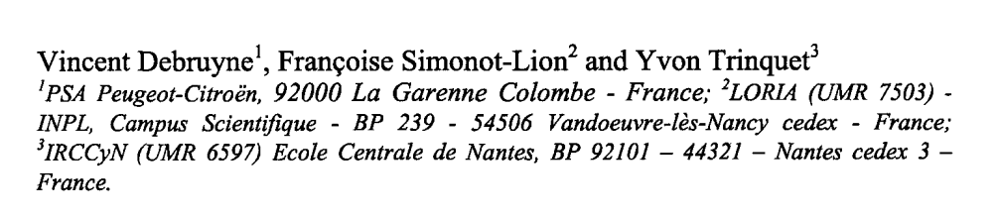 Vincent Debruyne¹, Françoise Simonot-Lion² and Yvon Trinquet³
¹PSA Peugeot-Citroën, 92000 La Garenne Colombe - France; ²LORIA (UMR 7503) -
INPL, Campus Scientifique - BP 239 - 54506 Vandoeuvre-lès-Nancy cedex - France;
³IRCCyN (UMR 6597) Ecole Centrale de Nantes, BP 92101 – 44321 – Nantes cedex 3 –
France.